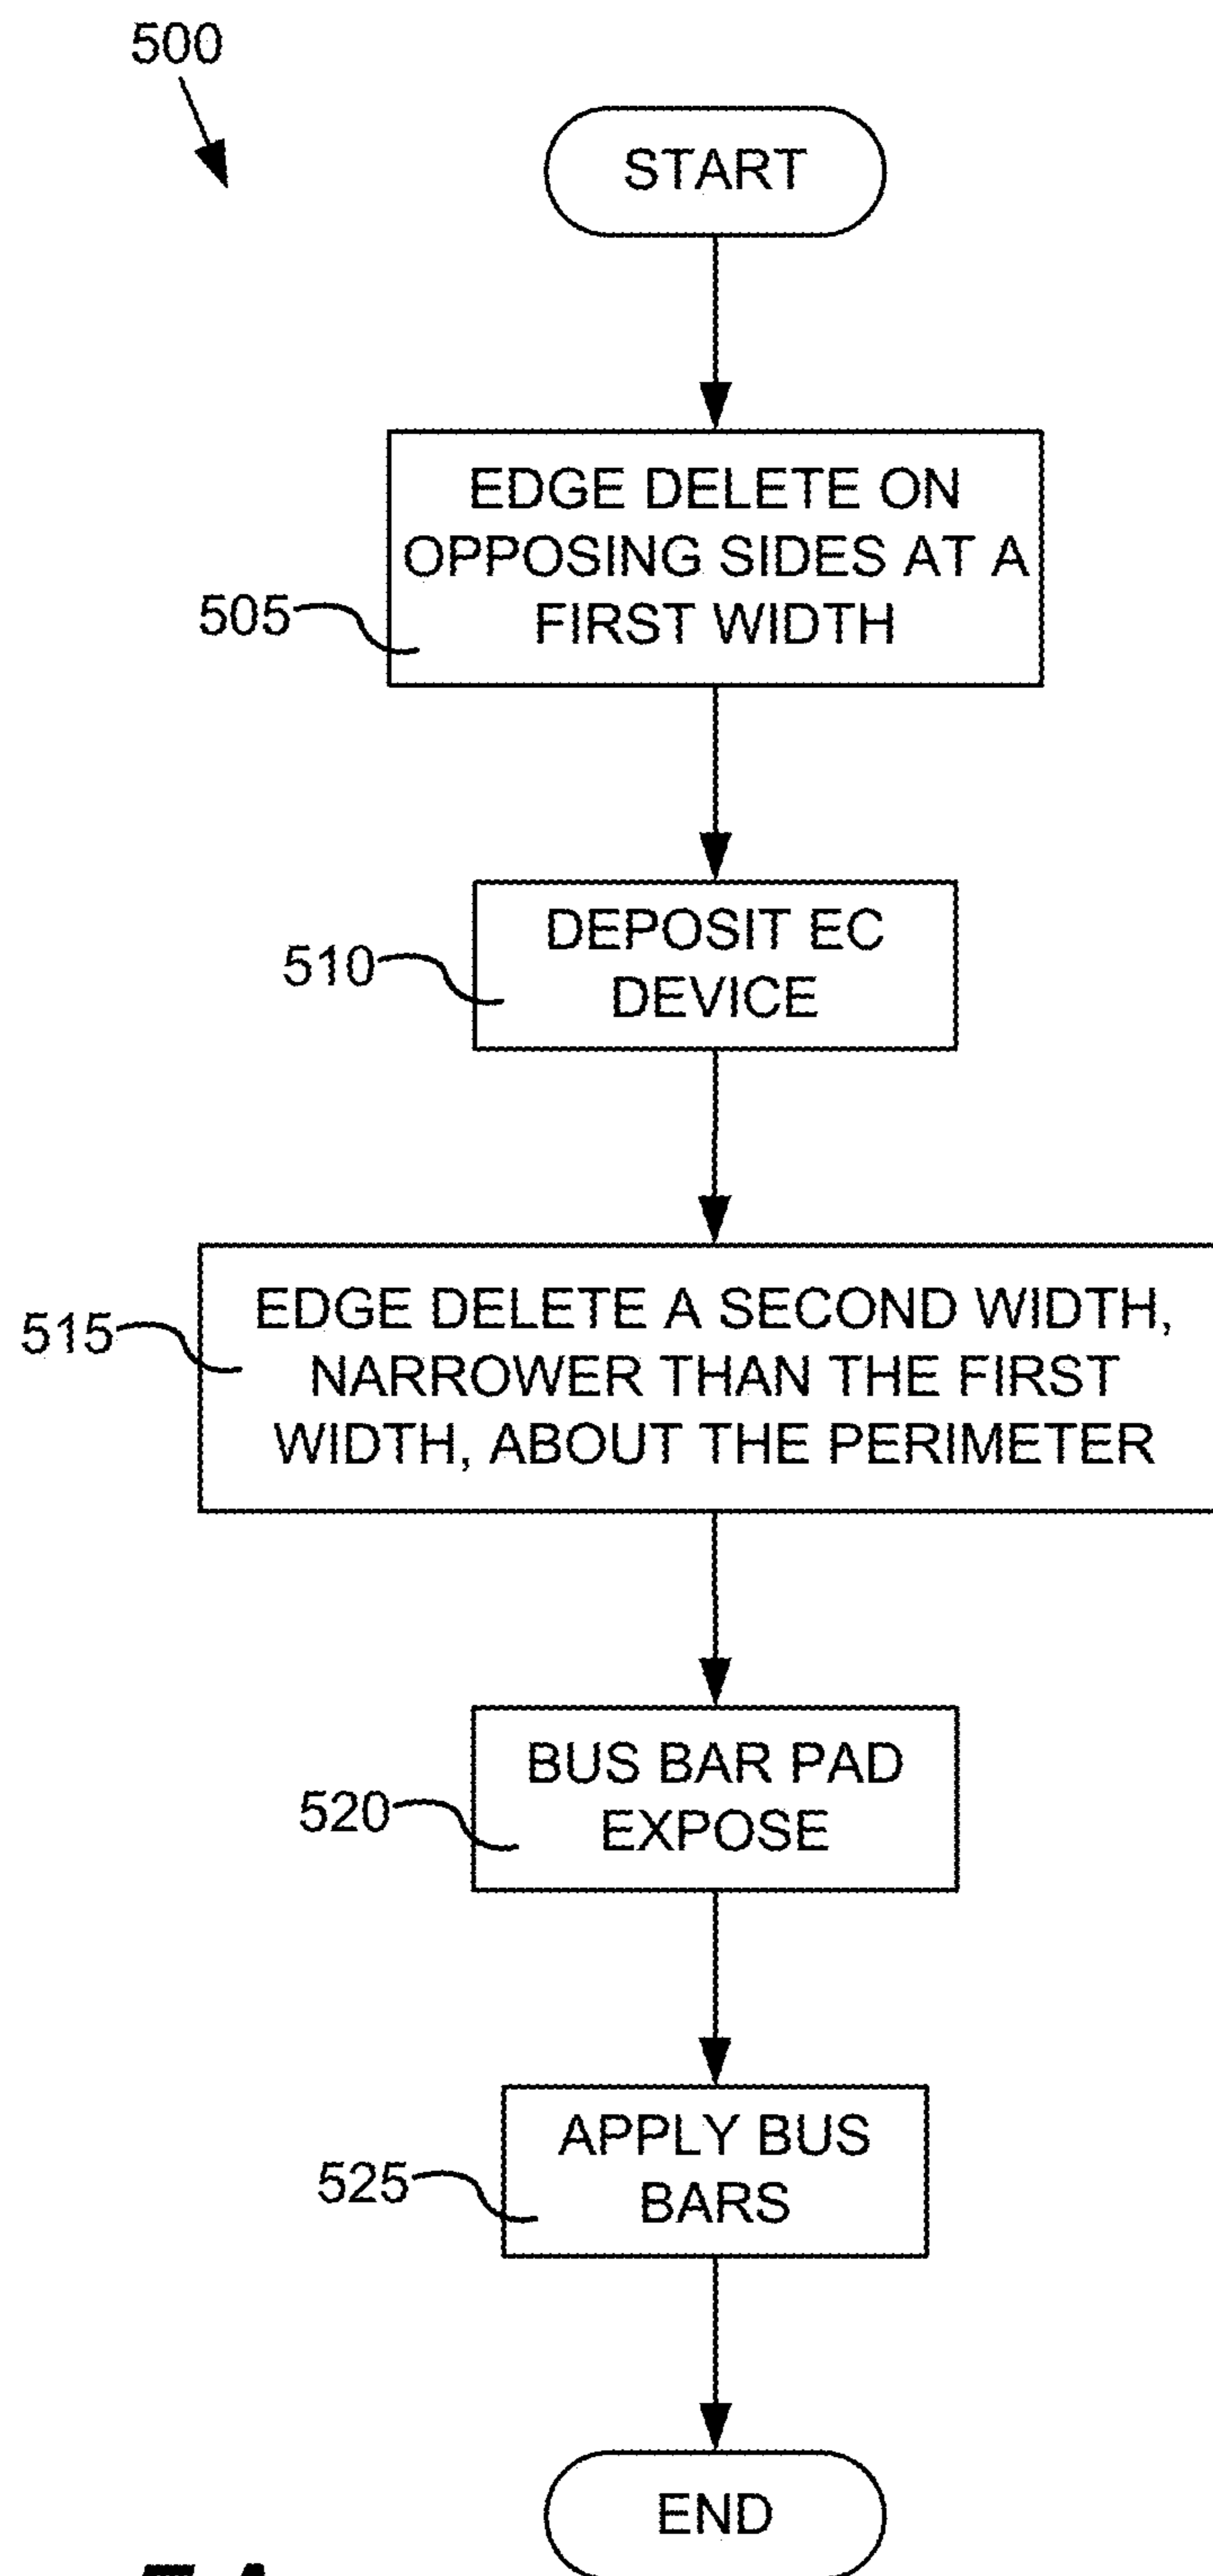 500
START
EDGE DELETE ON
OPPOSING SIDES AT A
FIRST WIDTH
505
DEPOSIT EC
DEVICE
510
EDGE DELETE A SECOND WIDTH,
NARROWER THAN THE FIRST
WIDTH, ABOUT THE PERIMETER
515
BUS BAR PAD
EXPOSE
520
APPLY BUS
BARS
525
END